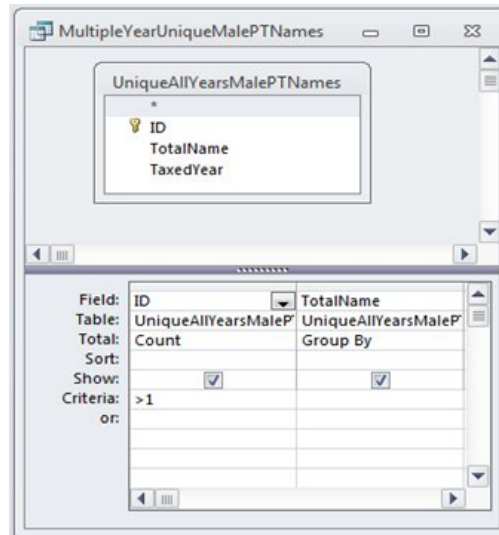 MultipleYearUniqueMalePTNames
UniqueAllYearsMalePTNames
*
ID
TotalName
TaxedYear
Field: ID TotalName
Table: UniqueAllYearsMaleP UniqueAllYearsMaleP
Total: Count Group By
Sort:
Show:
Criteria: >1
or: